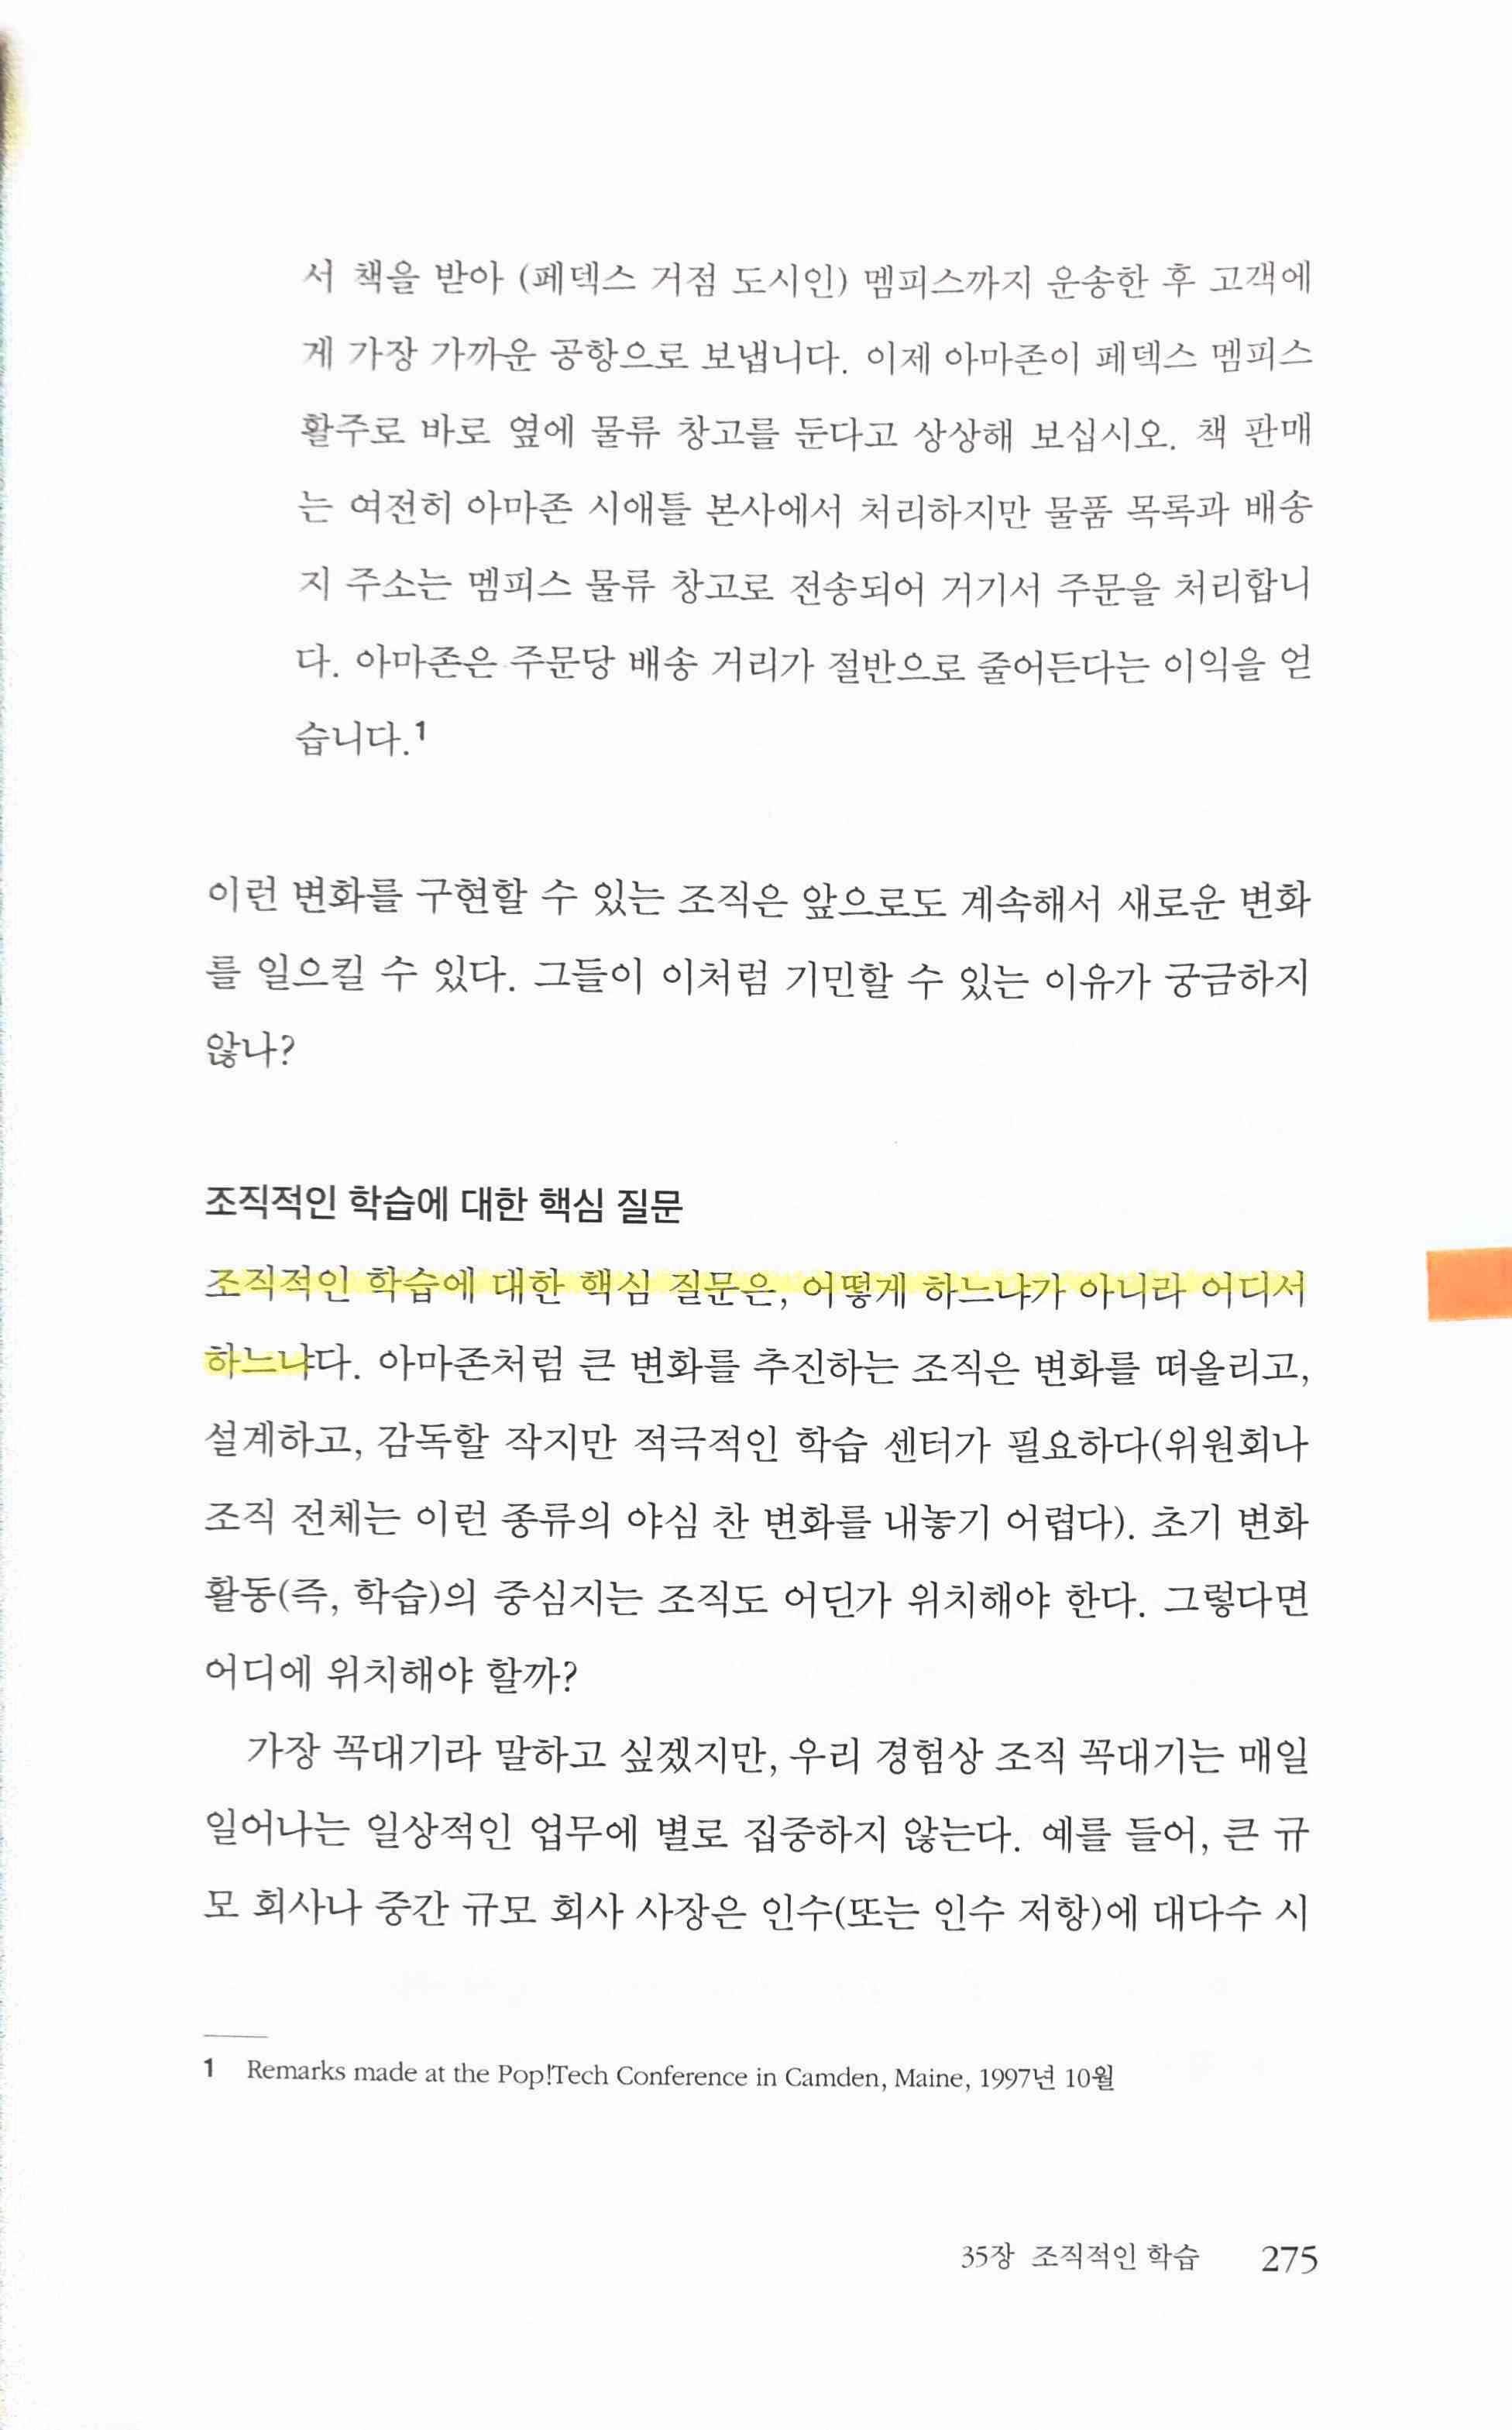 서 책을 받아 (페덱스 거점 도시인) 멤피스까지 운송한 후 고객에
게 가장 가까운 공항으로 보냅니다. 이제 아마존이 페덱스 멤피스
활주로 바로 옆에 물류 창고를 둔다고 상상해 보십시오. 책 판매
는 여전히 아마존 시애틀 본사에서 처리하지만 물품 목록과 배송
지 주소는 멤피스 물류 창고로 전송되어 거기서 주문을 처리합니
다. 아마존은 주문당 배송 거리가 절반으로 줄어든다는 이익을 얻
습니다.1
이런 변화를 구현할 수 있는 조직은 앞으로도 계속해서 새로운 변화
를 일으킬 수 있다. 그들이 이처럼 기민할 수 있는 이유가 궁금하지
않나?
조직적인 학습에 대한 핵심 질문
조직적인 학습에 대한 핵심 질문은, 어떻게 하느냐가 아니라 어디서
하느냐다. 아마존처럼 큰 변화를 추진하는 조직은 변화를 떠올리고,
설계하고, 감독할 작지만 적극적인 학습 센터가 필요하다(위원회나
조직 전체는 이런 종류의 야심 찬 변화를 내놓기 어렵다). 초기 변화
활동(즉, 학습)의 중심지는 조직도 어딘가 위치해야 한다. 그렇다면
어디에 위치해야 할까?
가장 꼭대기라 말하고 싶겠지만, 우리 경험상 조직 꼭대기는 매일
일어나는 일상적인 업무에 별로 집중하지 않는다. 예를 들어, 큰 규
모 회사나 중간 규모 회사 사장은 인수(또는 인수 저항)에 대다수 시
1 Remarks made at the Pop!Tech Conference in Camden, Maine, 1997년 10월
35장 조직적인 학습 275